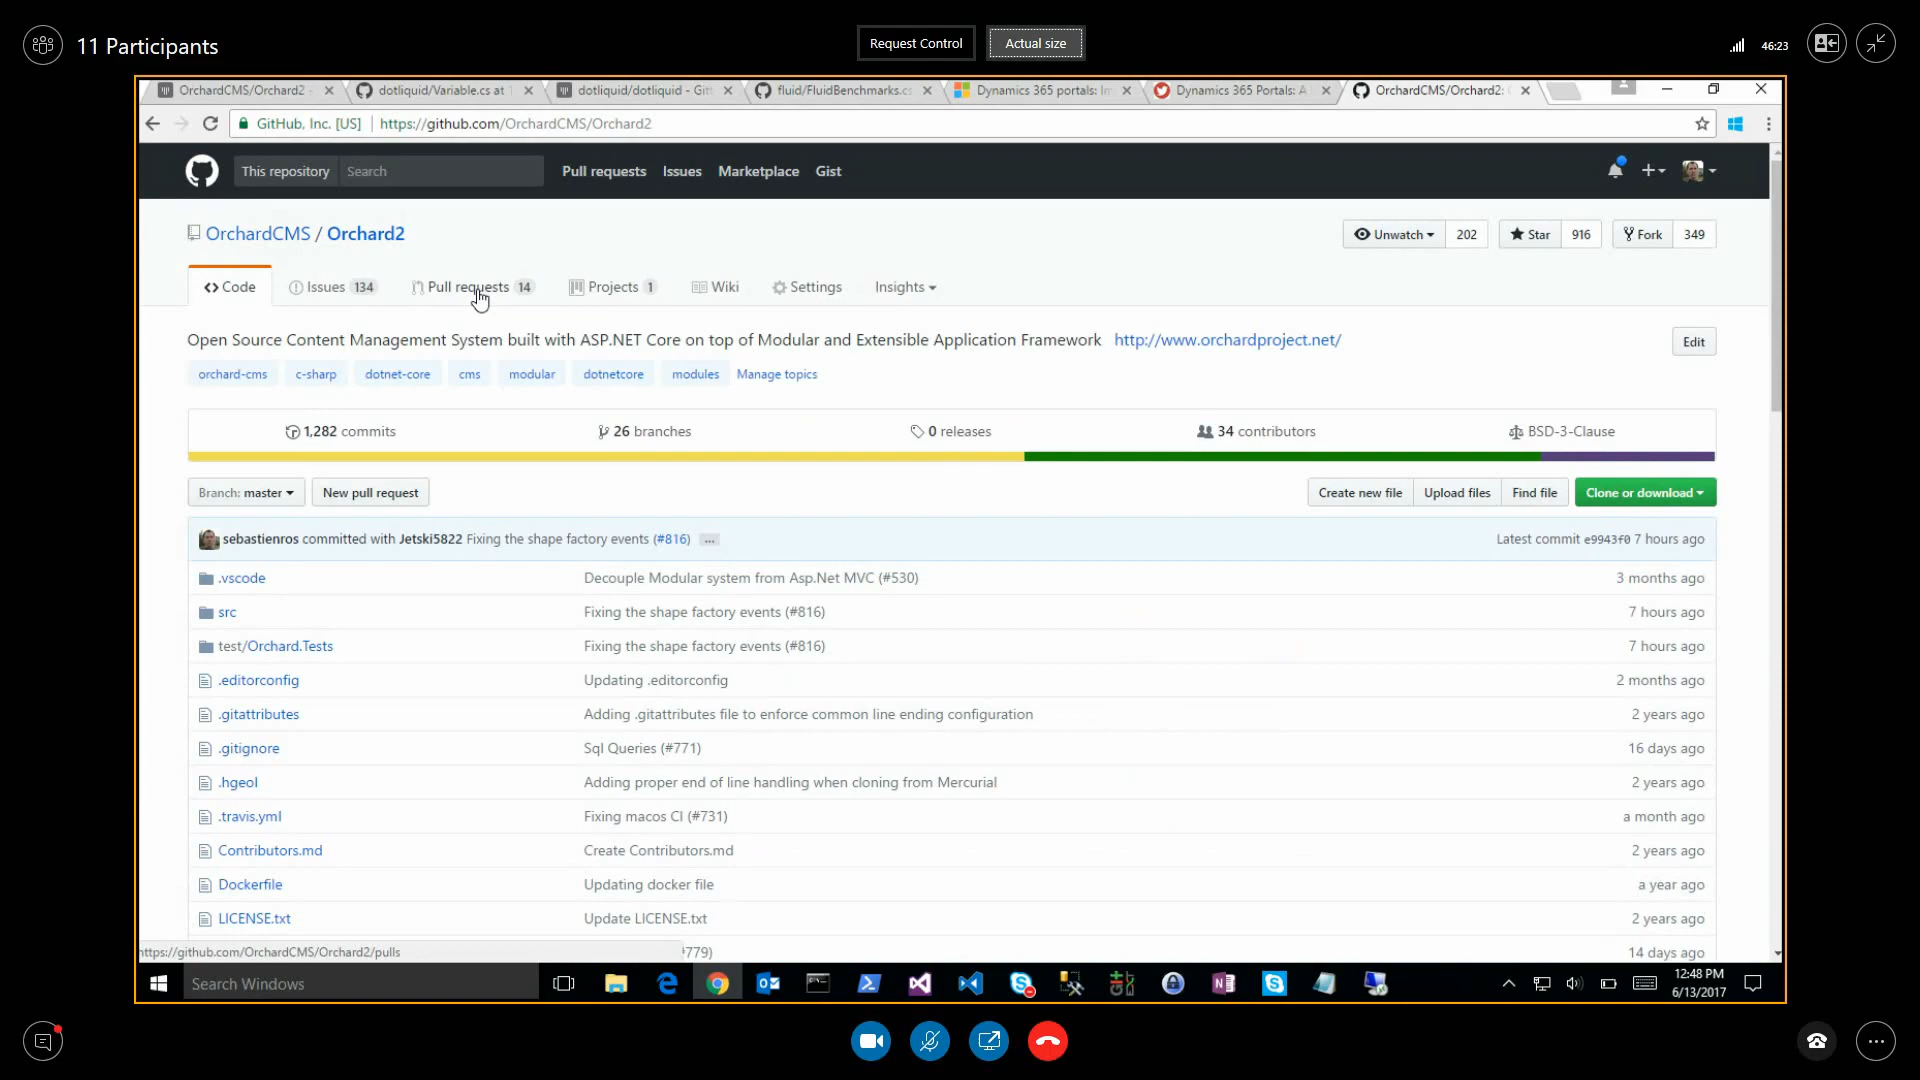 11 Participants
Request Control
Actual size
46:23
OrchardCMS/Orchard2 -
dotliquid/Variable.cs at
dotliquid/dotliquid - Git
fluid/FluidBenchmarks.cs
Dynamics 365 portals: Im
Dynamics 365 Portals: A
OrchardCMS/Orchard2:
GitHub, Inc. [US]
https://github.com/OrchardCMS/Orchard2
This repository
Search
Pull requests
Issues
Marketplace
Gist
OrchardCMS / Orchard2
Unwatch
202
Star
916
Fork
349
Code
Issues 134
Pull requests 14
Projects 1
Wiki
Settings
Insights
Open Source Content Management System built with ASP.NET Core on top of Modular and Extensible Application Framework http://www.orchardproject.net/
Edit
orchard-cms
c-sharp
dotnet-core
cms
modular
dotnetcore
modules
Manage topics
1,282 commits
26 branches
0 releases
34 contributors
BSD-3-Clause
Branch: master
New pull request
Create new file
Upload files
Find file
Clone or download
sebastienros committed with Jetski5822 Fixing the shape factory events (#816) ...
Latest commit e9943f0 7 hours ago
.vscode Decouple Modular system from Asp.Net MVC (#530) 3 months ago
src Fixing the shape factory events (#816) 7 hours ago
test/Orchard.Tests Fixing the shape factory events (#816) 7 hours ago
.editorconfig Updating .editorconfig 2 months ago
.gitattributes Adding .gitattributes file to enforce common line ending configuration 2 years ago
.gitignore Sql Queries (#771) 16 days ago
.hgeol Adding proper end of line handling when cloning from Mercurial 2 years ago
.travis.yml Fixing macos CI (#731) a month ago
Contributors.md Create Contributors.md 2 years ago
Dockerfile Updating docker file a year ago
LICENSE.txt Update LICENSE.txt 2 years ago
https://github.com/OrchardCMS/Orchard2/pulls
#779) 14 days ago
Search Windows
12:48 PM
6/13/2017